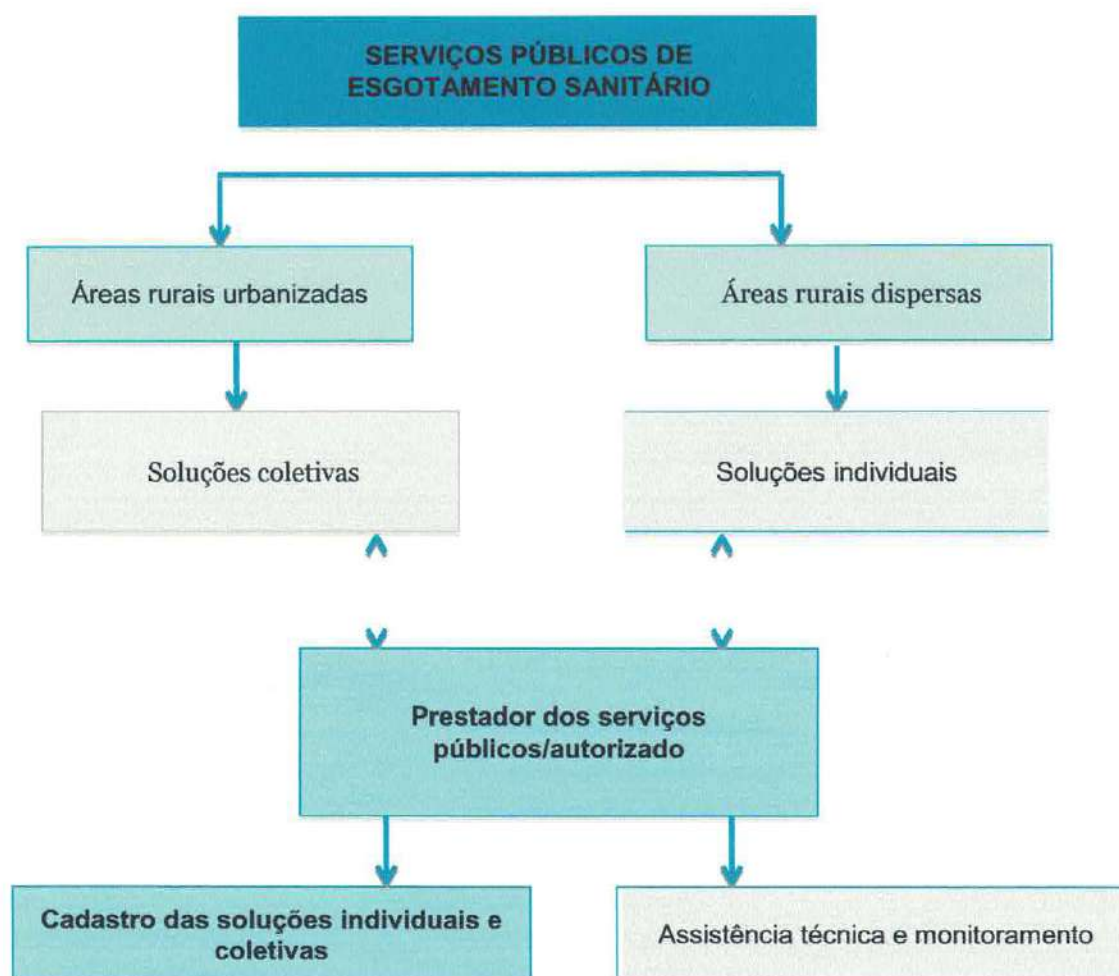 SERVIÇOS PÚBLICOS DE
ESGOTAMENTO SANITÁRIO
Áreas rurais urbanizadas
Áreas rurais dispersas
Soluções coletivas
Soluções individuais
Prestador dos serviços
públicos/autorizado
Cadastro das soluções individuais e
coletivas
Assistência técnica e monitoramento